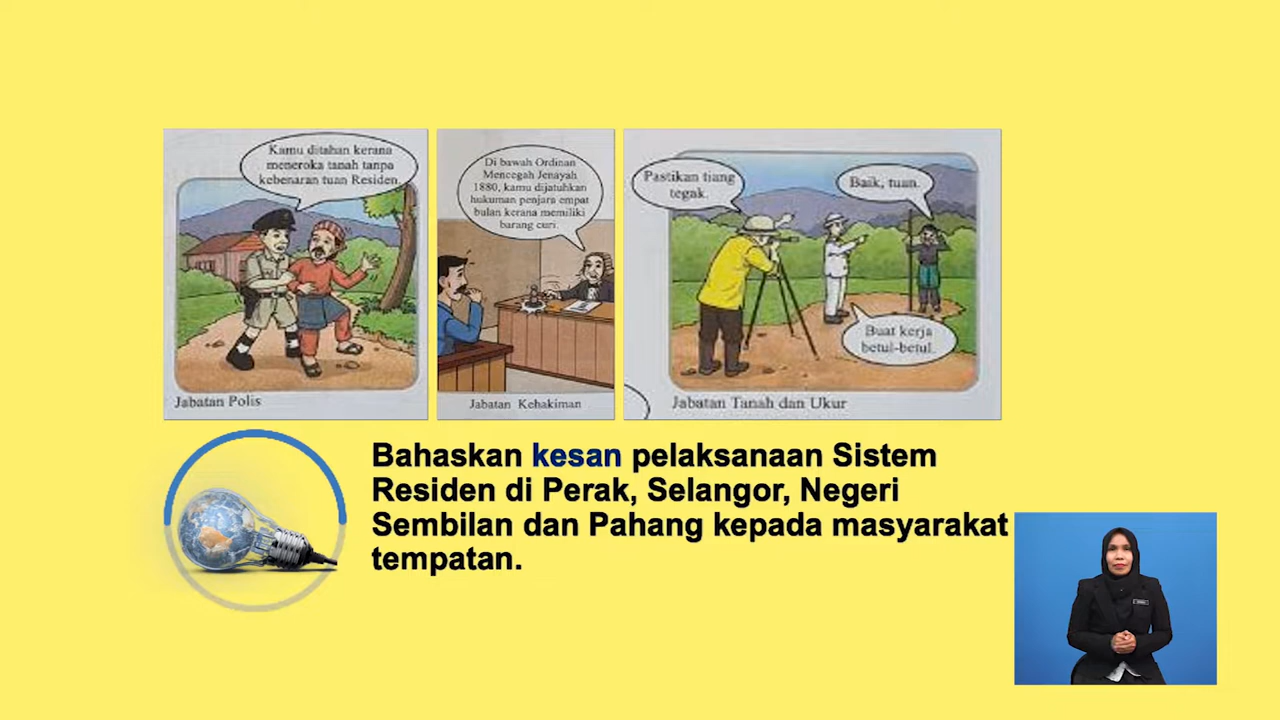 Kamu ditahan kerana
meneroka tanah tanpa
kebenaran tuan Residen.
Jabatan Polis
Di bawah Ordinan
Mencegah Jenayah
1880, kamu dijatuhkan
hukuman penjara empat
bulan kerana memiliki
barang curi.
Jabatan Kehakiman
Pastikan tiang
tegak.
Baik, tuan.
Buat kerja
betul-betul.
Jabatan Tanah dan Ukur
Bahaskan kesan pelaksanaan Sistem
Residen di Perak, Selangor, Negeri
Sembilan dan Pahang kepada masyarakat
tempatan.